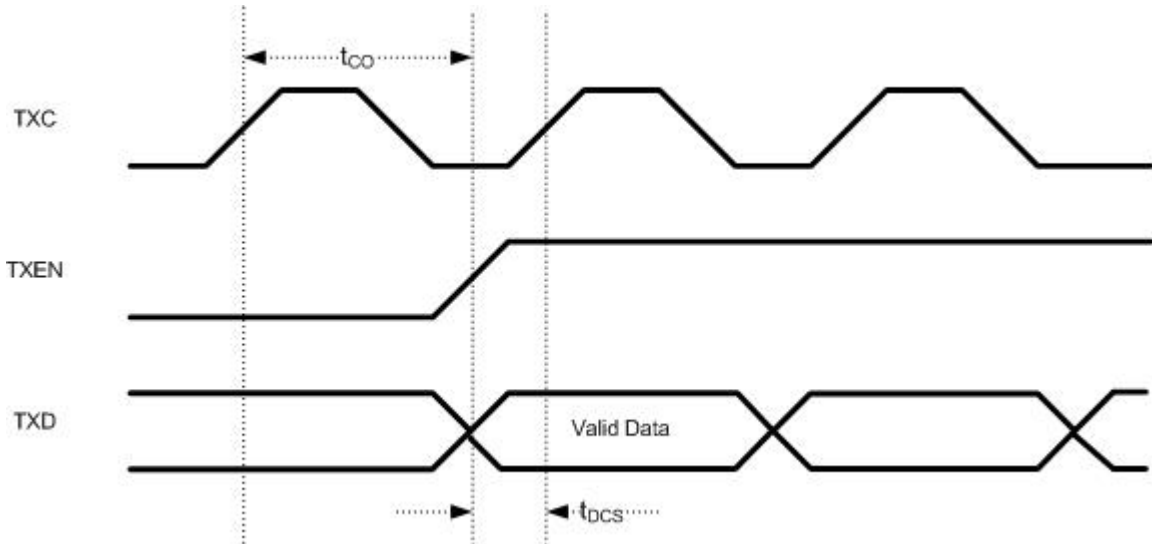 tCO
TXC
TXEN
TXD
Valid Data
tDCS